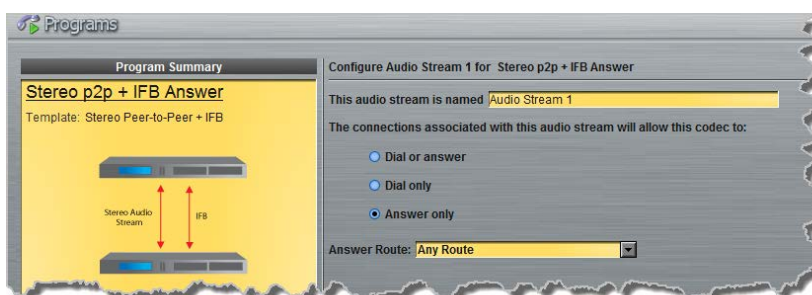 Programs
Program Summary
Stereo p2p + IFB Answer
Template: Stereo Peer-to-Peer + IFB
Stereo Audio
Stream
IFB
Configure Audio Stream 1 for Stereo p2p + IFB Answer
This audio stream is named Audio Stream 1
The connections associated with this audio stream will allow this codec to:
Dial or answer
Dial only
Answer only
Answer Route: Any Route